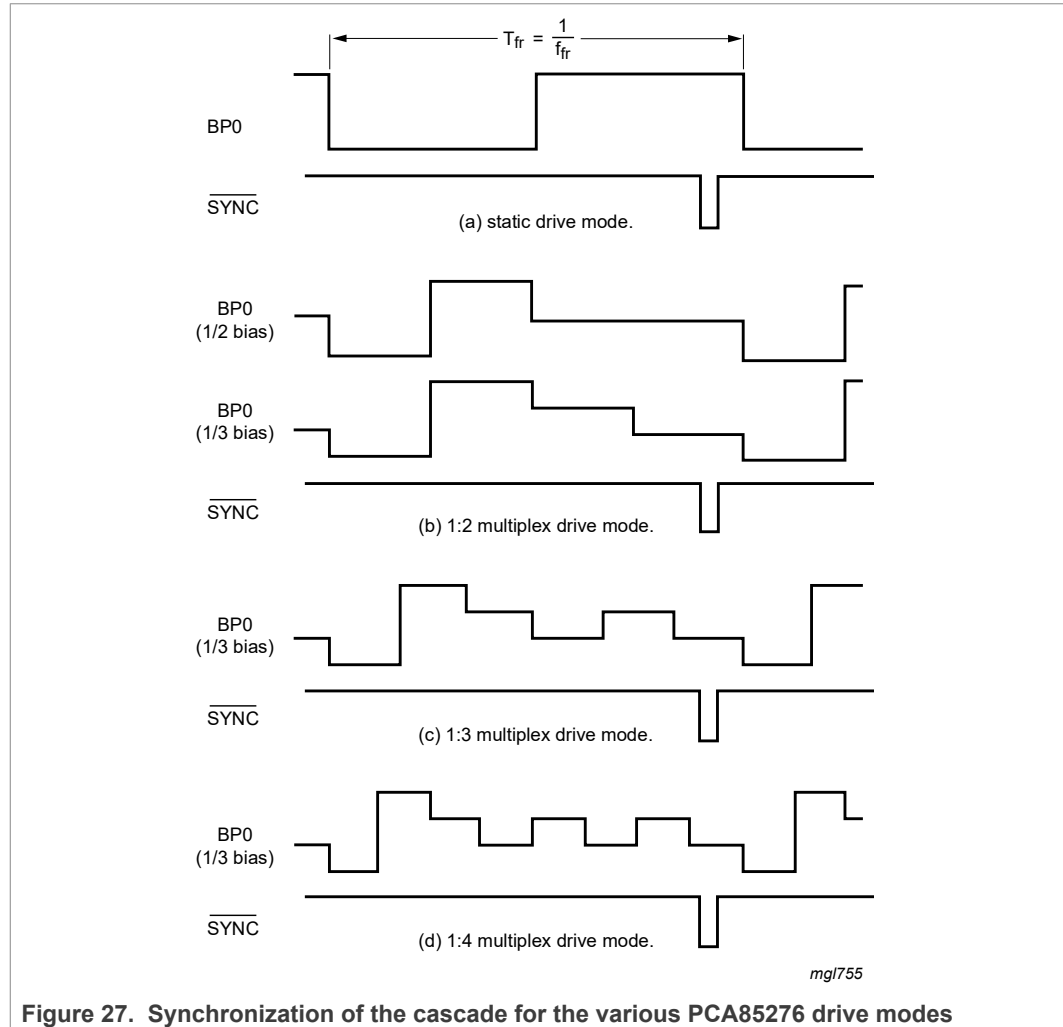 Tfr = 1/ffr
BP0
SYNC
(a) static drive mode.
BP0
(1/2 bias)
BP0
(1/3 bias)
SYNC
(b) 1:2 multiplex drive mode.
BP0
(1/3 bias)
SYNC
(c) 1:3 multiplex drive mode.
BP0
(1/3 bias)
SYNC
(d) 1:4 multiplex drive mode.
mgl755
Figure 27. Synchronization of the cascade for the various PCA85276 drive modes